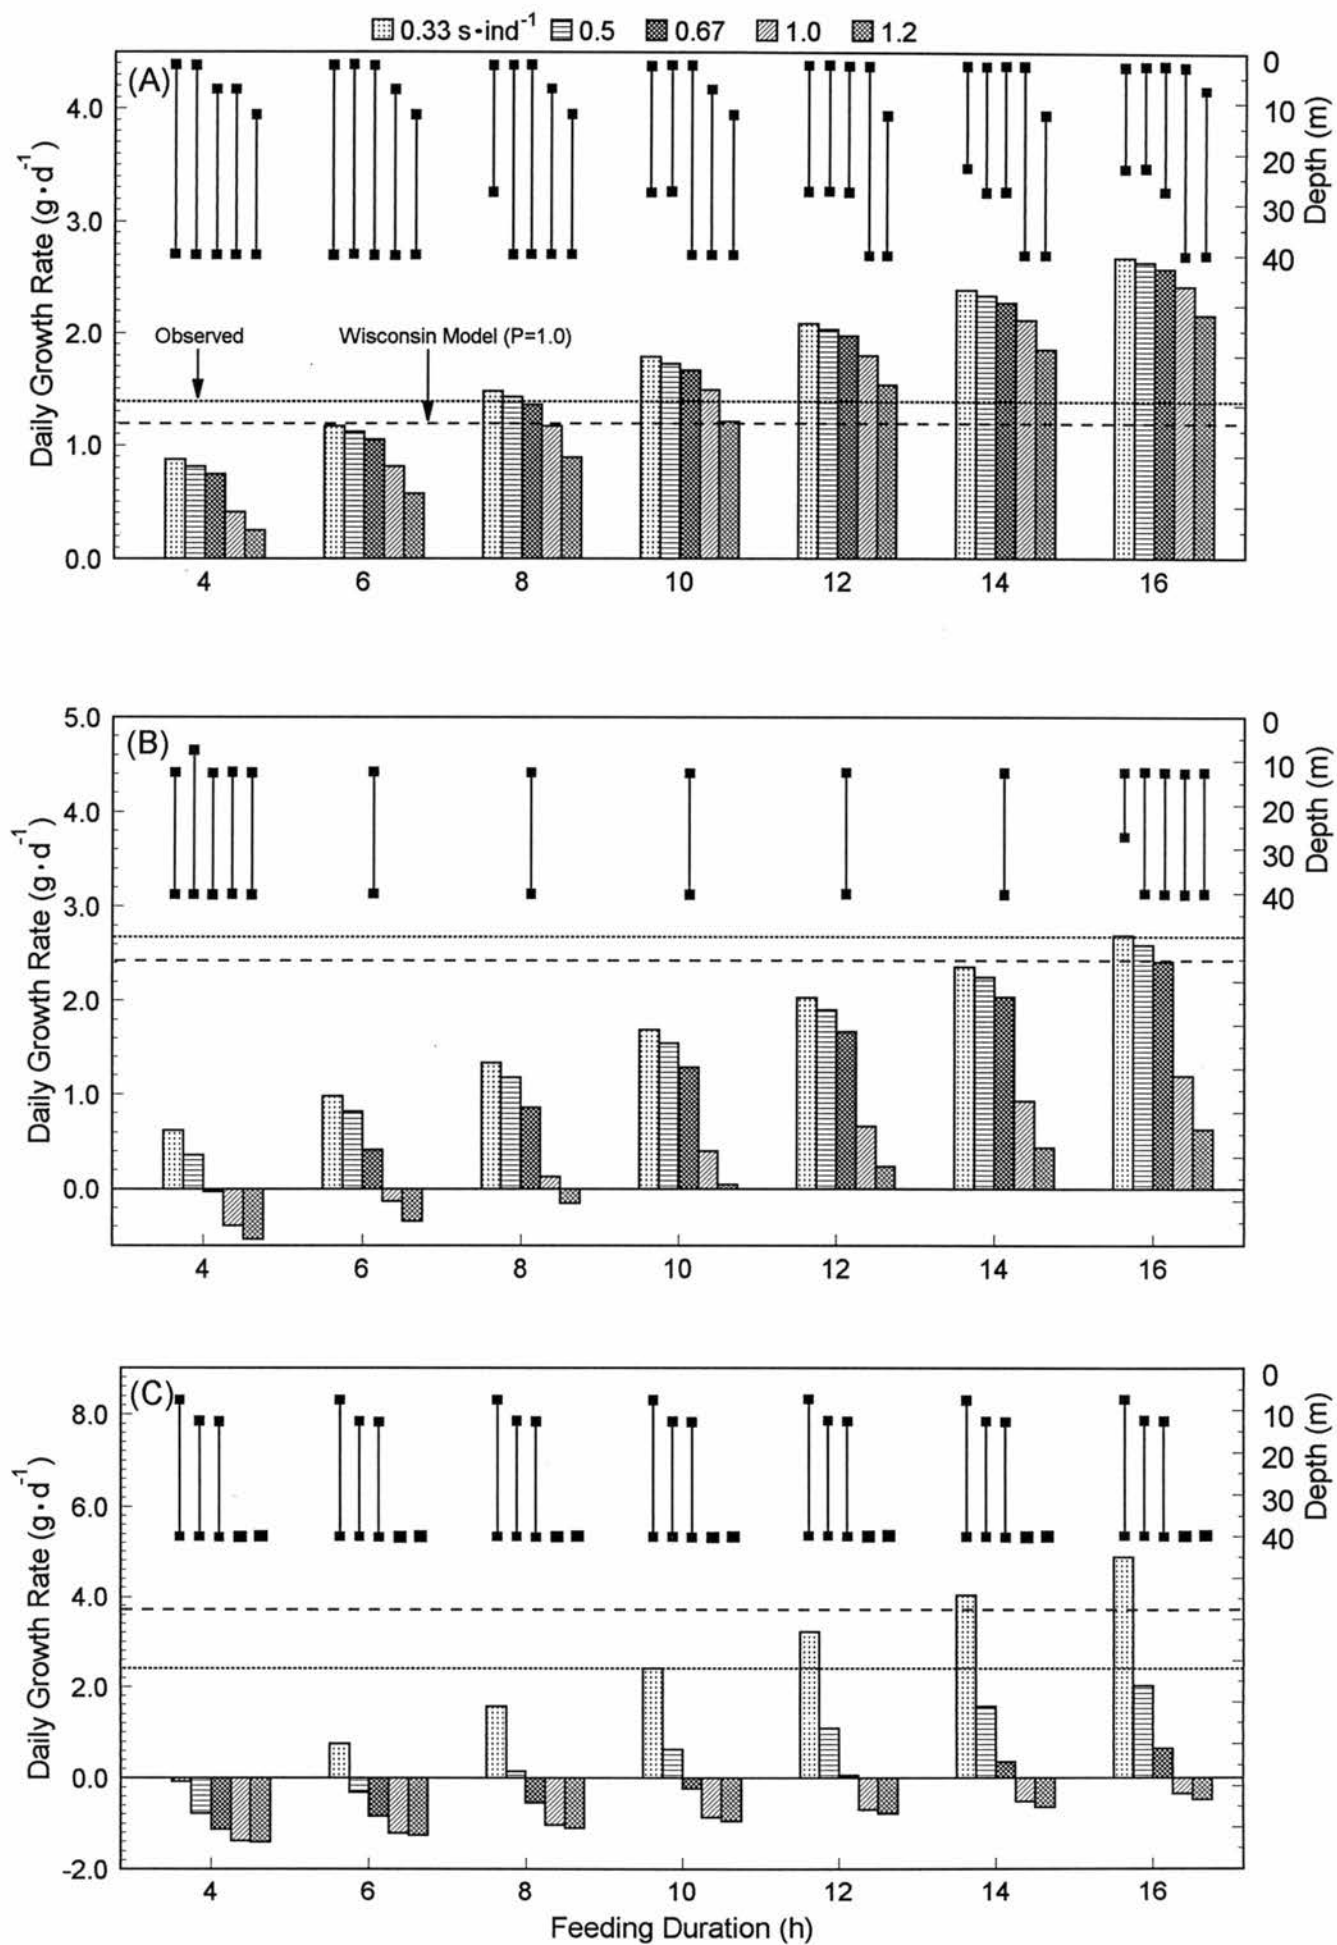 0.33 s•ind-1 0.5 0.67 1.0 1.2
(A)
Daily Growth Rate (g•d-1)
4.0
3.0
2.0
1.0
0.0
Depth (m)
0
10
20
30
40
Observed
Wisconsin Model (P=1.0)
4 6 8 10 12 14 16
(B)
Daily Growth Rate (g•d-1)
5.0
4.0
3.0
2.0
1.0
0.0
Depth (m)
0
10
20
30
40
4 6 8 10 12 14 16
(C)
Daily Growth Rate (g•d-1)
8.0
6.0
4.0
2.0
0.0
-2.0
Depth (m)
0
10
20
30
40
4 6 8 10 12 14 16
Feeding Duration (h)